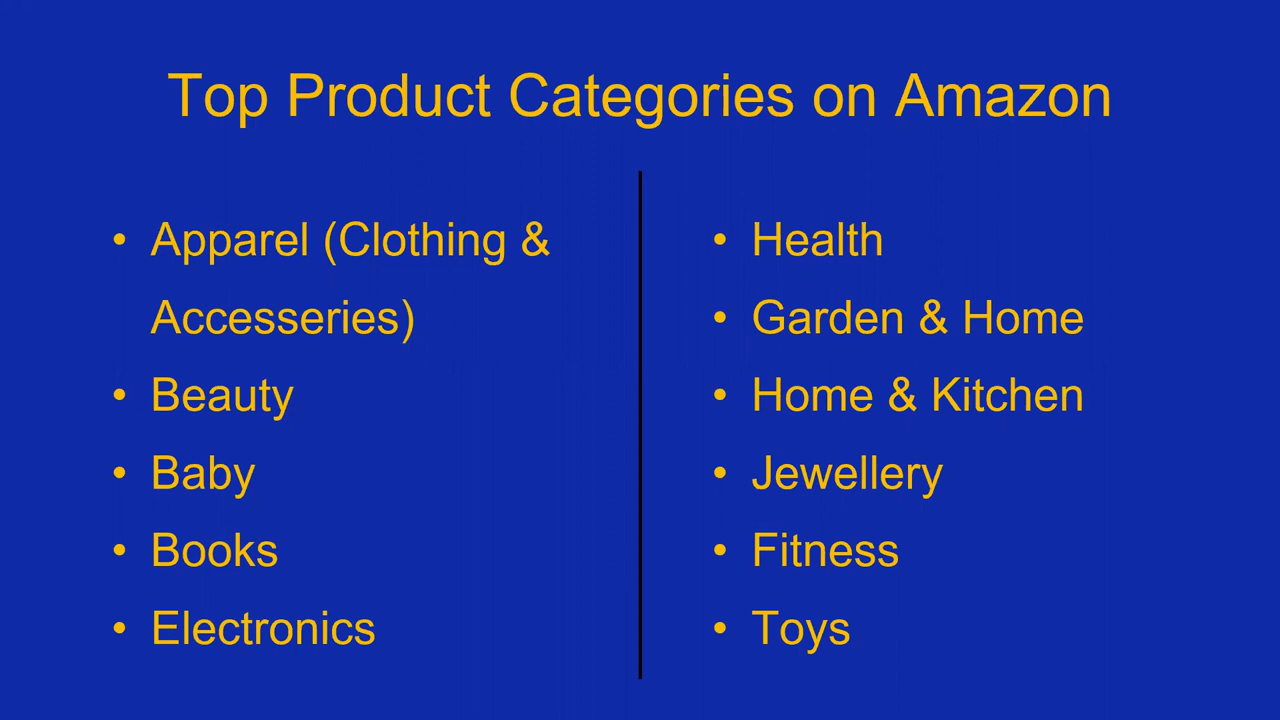 Top Product Categories on Amazon
• Apparel (Clothing &
Accesseries)
• Beauty
• Baby
• Books
• Electronics
• Health
• Garden & Home
• Home & Kitchen
• Jewellery
• Fitness
• Toys